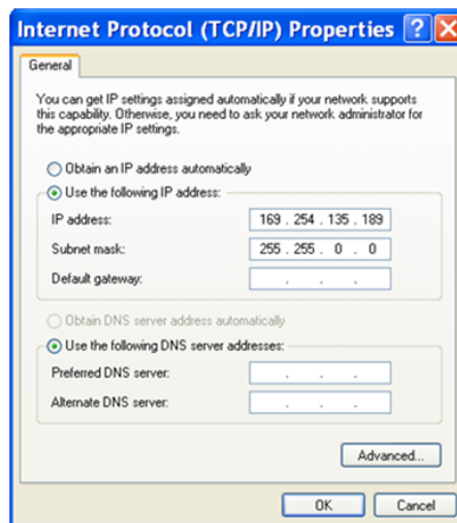 Internet Protocol (TCP/IP) Properties ? X
General
You can get IP settings assigned automatically if your network supports
this capability. Otherwise, you need to ask your network administrator for
the appropriate IP settings.
Obtain an IP address automatically
Use the following IP address:
IP address: 169 . 254 . 135 . 189
Subnet mask: 255 . 255 . 0 . 0
Default gateway: . . .
Obtain DNS server address automatically
Use the following DNS server addresses:
Preferred DNS server: . . .
Alternate DNS server: . . .
Advanced...
OK Cancel